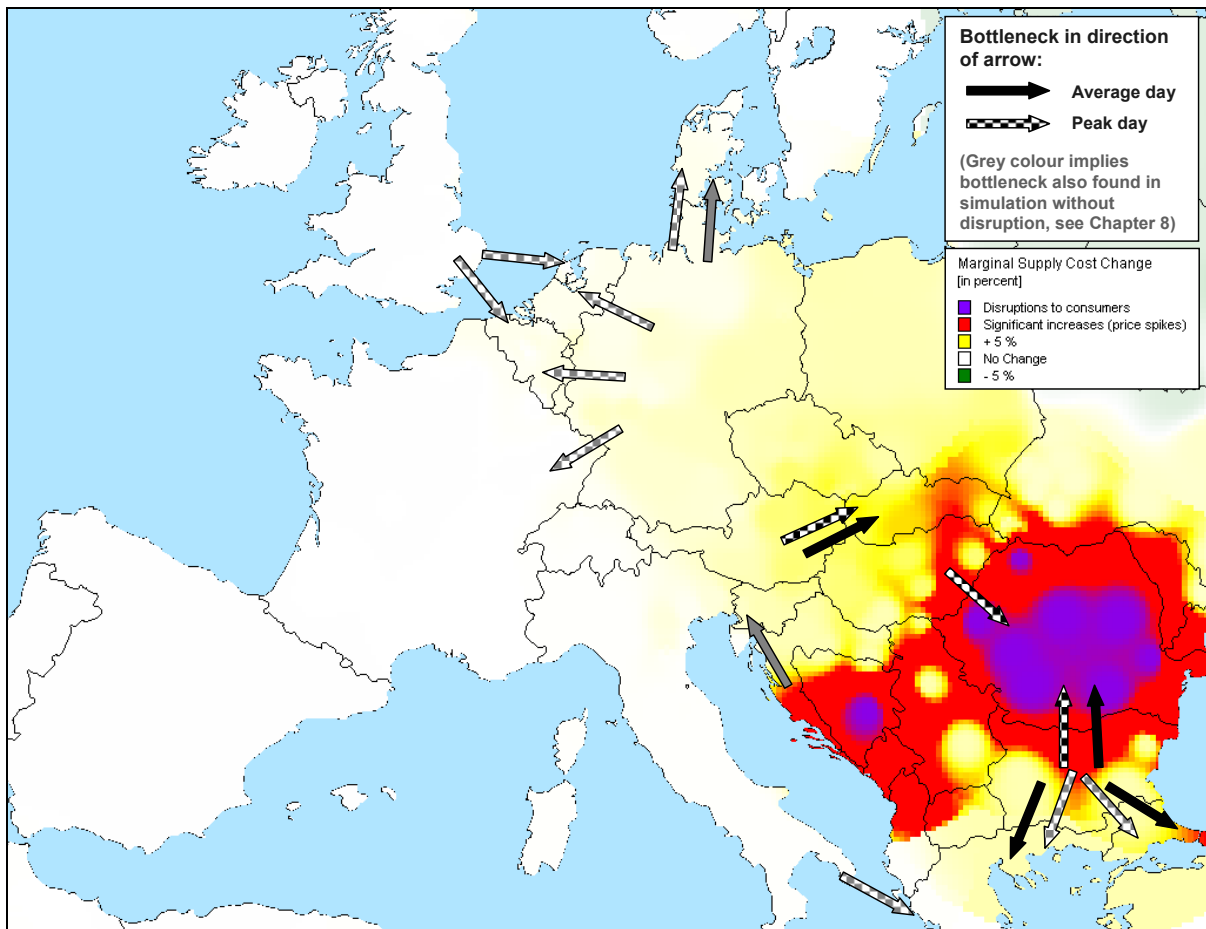 Bottleneck in direction
of arrow:
Average day
Peak day
(Grey colour implies
bottleneck also found in
simulation without
disruption, see Chapter 8)
Marginal Supply Cost Change
[in percent]
Disruptions to consumers
Significant increases (price spikes)
+ 5 %
No Change
- 5 %